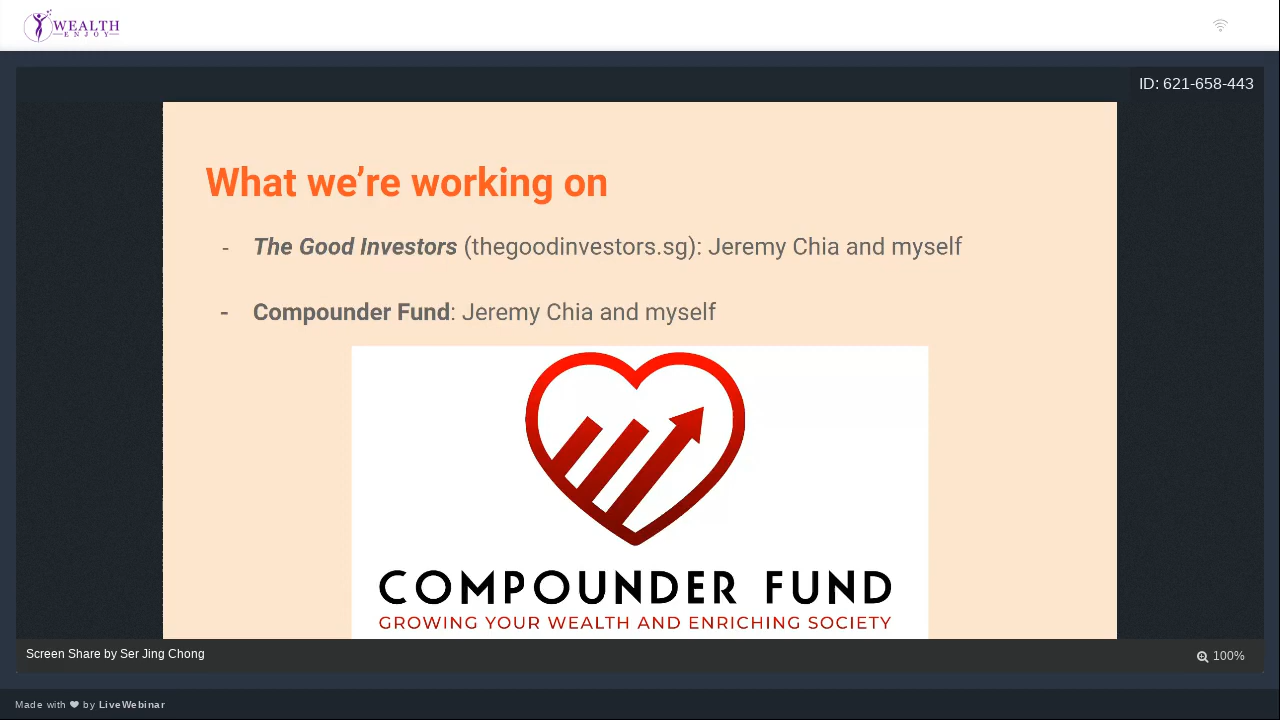 WEALTH
ENJOY
ID: 621-658-443
What we’re working on
- The Good Investors (thegoodinvestors.sg): Jeremy Chia and myself
- Compounder Fund: Jeremy Chia and myself
COMPOUNDER FUND
GROWING YOUR WEALTH AND ENRICHING SOCIETY
Screen Share by Ser Jing Chong
100%
Made with ❤ by LiveWebinar